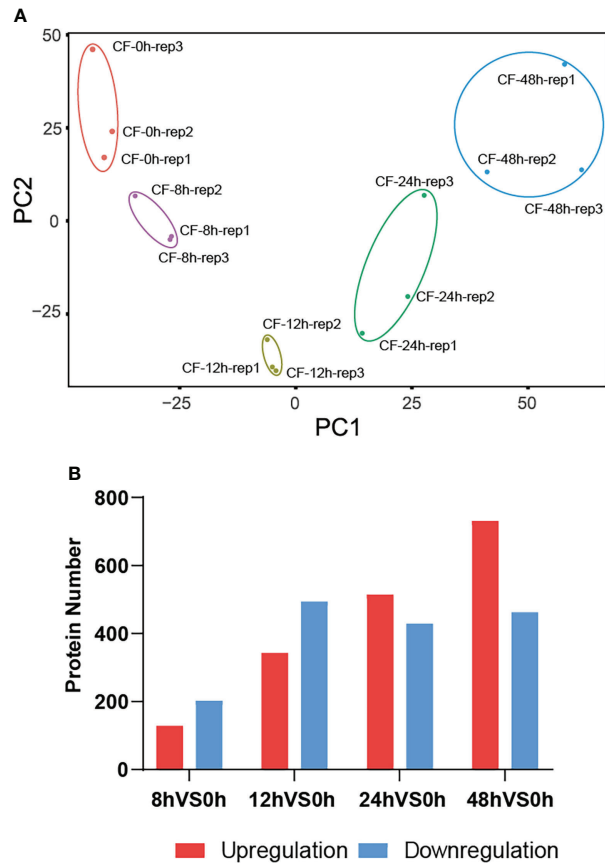 A
50
25
0
−25
PC2
CF-0h-rep3
CF-0h-rep2
CF-0h-rep1
CF-8h-rep2
CF-8h-rep1
CF-8h-rep3
CF-12h-rep2
CF-12h-rep1
CF-12h-rep3
CF-24h-rep3
CF-24h-rep2
CF-24h-rep1
CF-48h-rep1
CF-48h-rep2
CF-48h-rep3
−25
0
25
50
PC1
B
800
600
400
200
0
Protein Number
8hVS0h
12hVS0h
24hVS0h
48hVS0h
Upregulation
Downregulation